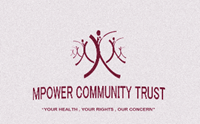 MPOWER COMMUNITY TRUST
"YOUR HEALTH , YOUR RIGHTS , OUR CONCERN"